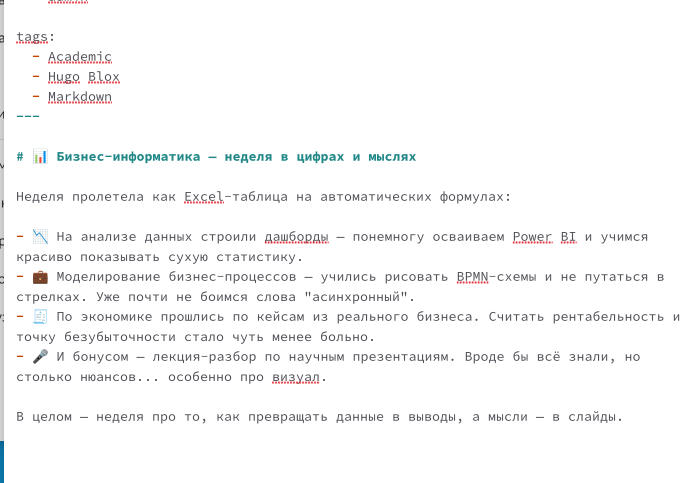 tags:
- Academic
- Hugo Blox
- Markdown
---
# 📊 Бизнес-информатика — неделя в цифрах и мыслях
Неделя пролетела как Excel-таблица на автоматических формулах:
- 📉 На анализе данных строили дашборды — понемногу осваиваем Power BI и учимся
красиво показывать сухую статистику.
- 💼 Моделирование бизнес-процессов — учились рисовать BPMN-схемы и не путаться в
стрелках. Уже почти не боимся слова "асинхронный".
- 🧾 По экономике прошлись по кейсам из реального бизнеса. Считать рентабельность и
точку безубыточности стало чуть менее больно.
- 🎤 И бонусом — лекция-разбор по научным презентациям. Вроде бы всё знали, но
столько нюансов... особенно про визуал.
В целом — неделя про то, как превращать данные в выводы, а мысли — в слайды.